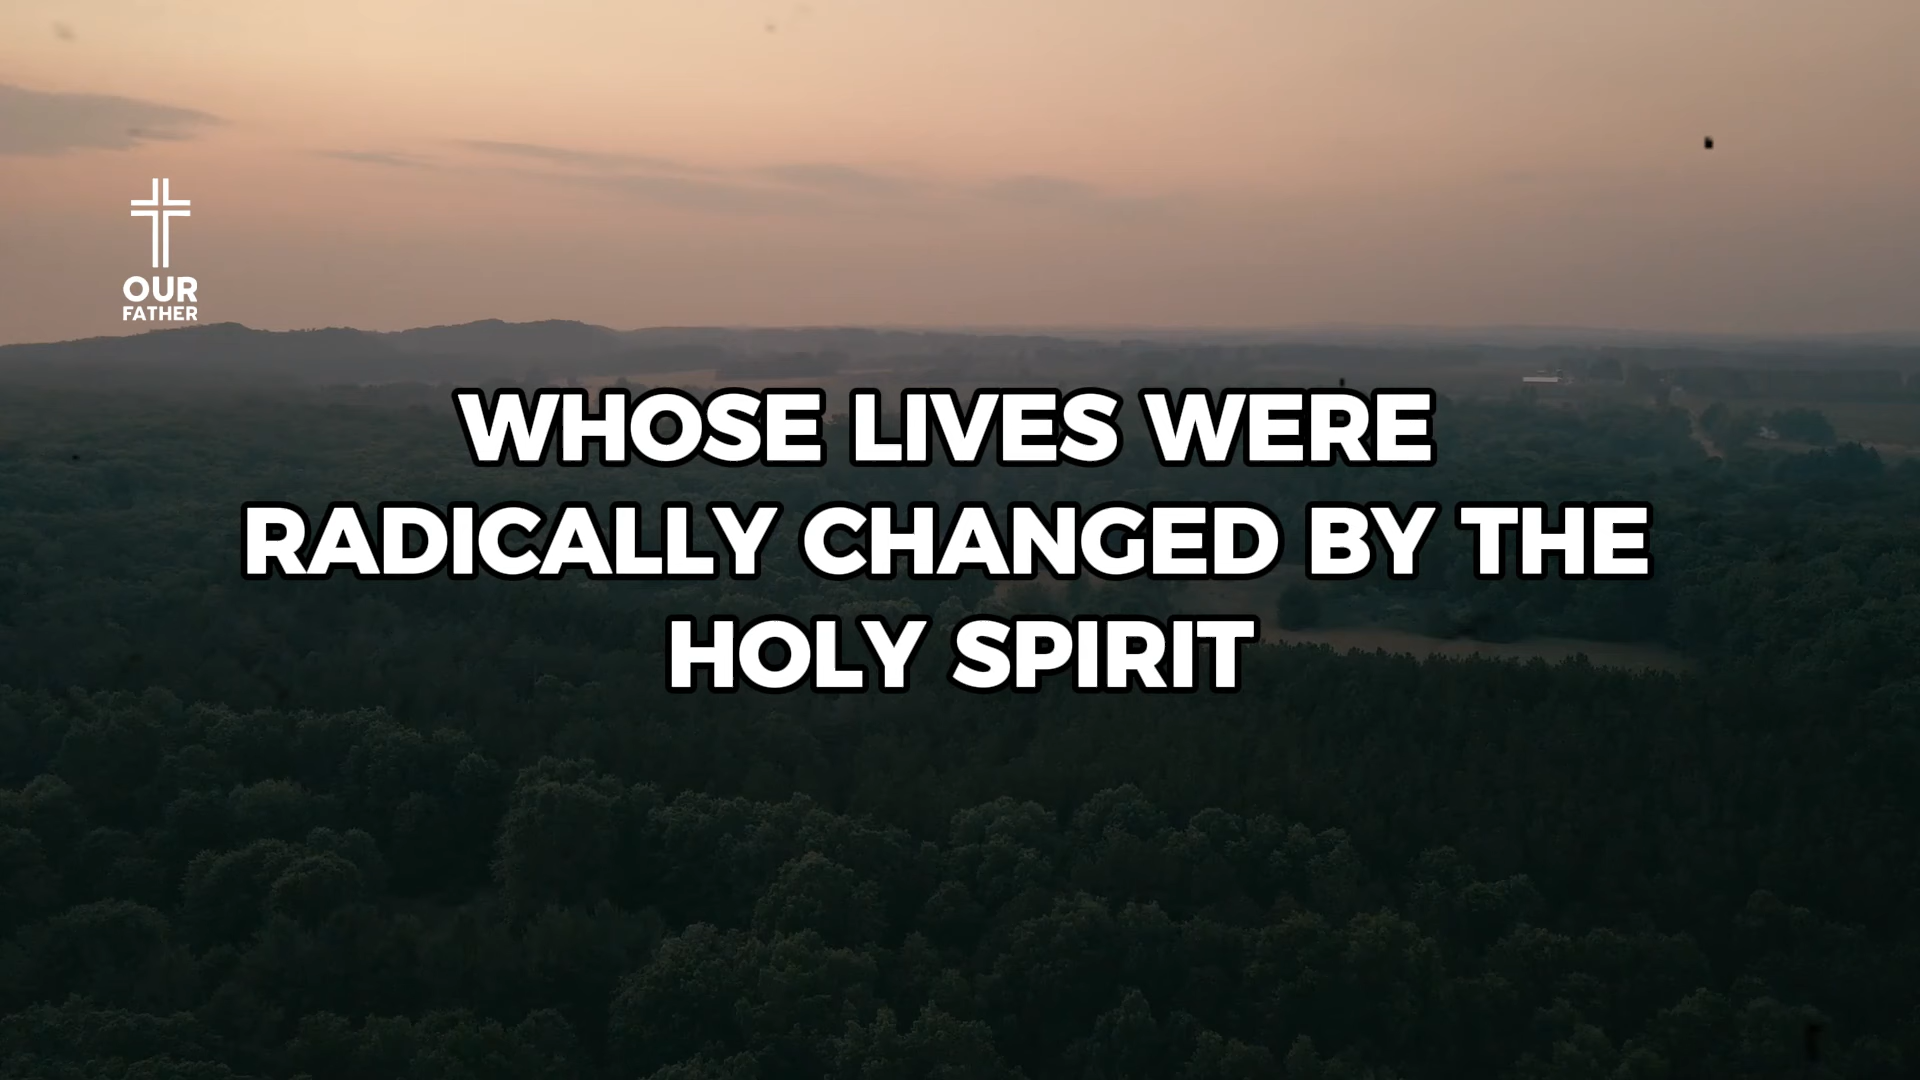 OUR
FATHER
WHOSE LIVES WERE
RADICALLY CHANGED BY THE
HOLY SPIRIT